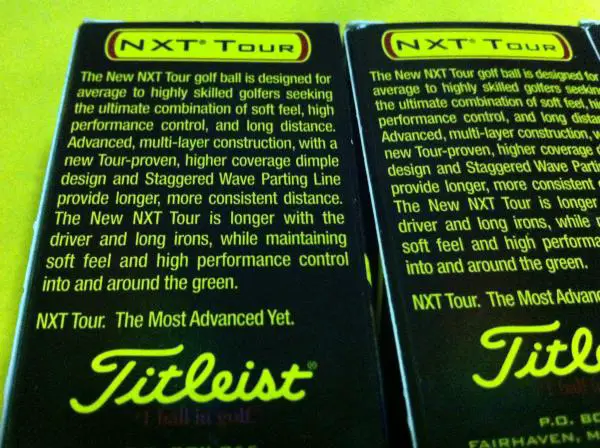 NXT® TOUR
The New NXT Tour golf ball is designed for
average to highly skilled golfers seeking
the ultimate combination of soft feel, high
performance control, and long distance.
Advanced, multi-layer construction, with a
new Tour-proven, higher coverage dimple
design and Staggered Wave Parting Line
provide longer, more consistent distance.
The New NXT Tour is longer with the
driver and long irons, while maintaining
soft feel and high performance control
into and around the green.
NXT Tour. The Most Advanced Yet.
Titleist®
#1 ball in golf.
NXT® TOUR
The New NXT Tour golf ball is designed for
average to highly skilled golfers seeking
the ultimate combination of soft feel,
performance control, and long
Advanced, multi-layer construction,
new Tour-proven, higher coverage
design and Staggered Wave
provide longer, more consistent
The New NXT Tour is longer
driver and long irons, while
soft feel and high
into and around the green.
NXT Tour. The Most
P.O.
FAIRHAVEN,